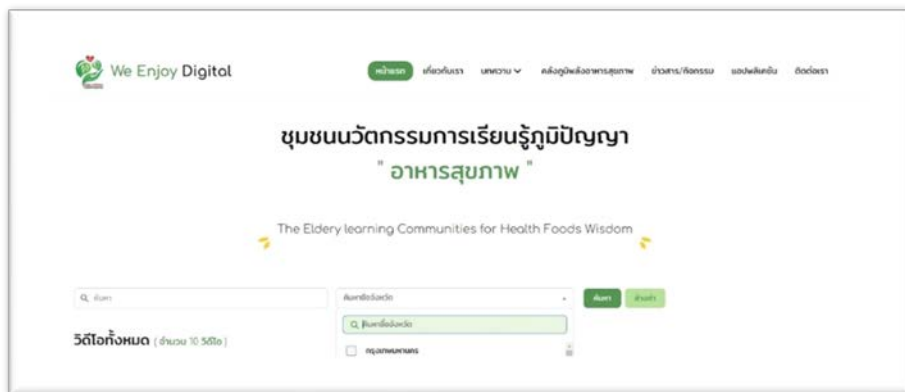 We Enjoy Digital
หน้าแรก เกี่ยวกับเรา บทความ คลังภูมิพลังอาหารสุขภาพ ข่าวสาร/กิจกรรม แอปพลิเคชัน ติดต่อเรา
ชุมชนนวัตกรรมการเรียนรู้ภูมิปัญญา
" อาหารสุขภาพ "
The Eldery learning Communities for Health Foods Wisdom
ค้นหา ค้นหาชื่อจังหวัด ค้นหา ล้างค่า
ค้นหาชื่อจังหวัด
วิดีโอทั้งหมด ( จำนวน 10 วิดีโอ )
กรุงเทพมหานคร